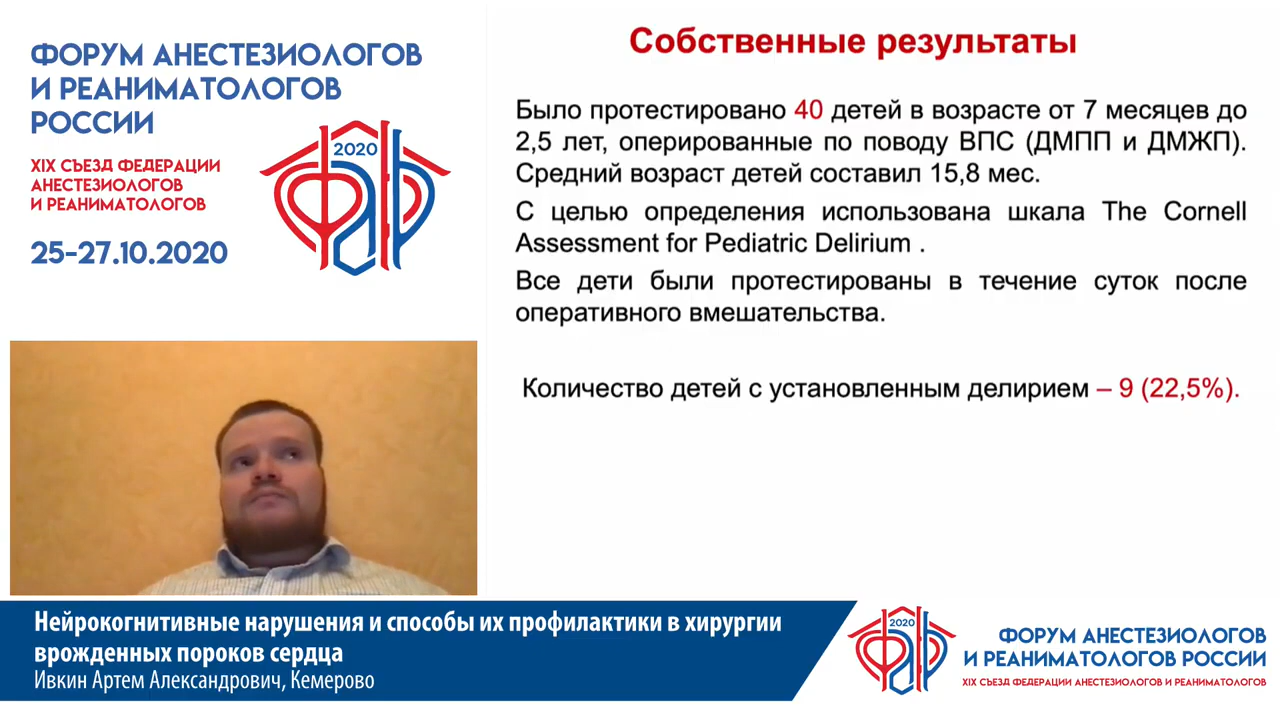 ФОРУМ АНЕСТЕЗИОЛОГОВ
И РЕАНИМАТОЛОГОВ
РОССИИ
XIX СЪЕЗД ФЕДЕРАЦИИ
АНЕСТЕЗИОЛОГОВ
И РЕАНИМАТОЛОГОВ
25-27.10.2020
2020
Собственные результаты
Было протестировано 40 детей в возрасте от 7 месяцев до
2,5 лет, оперированные по поводу ВПС (ДМПП и ДМЖП).
Средний возраст детей составил 15,8 мес.
С целью определения использована шкала The Cornell
Assessment for Pediatric Delirium .
Все дети были протестированы в течение суток после
оперативного вмешательства.
Количество детей с установленным делирием – 9 (22,5%).
Нейрокогнитивные нарушения и способы их профилактики в хирургии
врожденных пороков сердца
Ивкин Артем Александрович, Кемерово
2020
ФОРУМ АНЕСТЕЗИОЛОГОВ
И РЕАНИМАТОЛОГОВ РОССИИ
XIX СЪЕЗД ФЕДЕРАЦИИ АНЕСТЕЗИОЛОГОВ И РЕАНИМАТОЛОГОВ